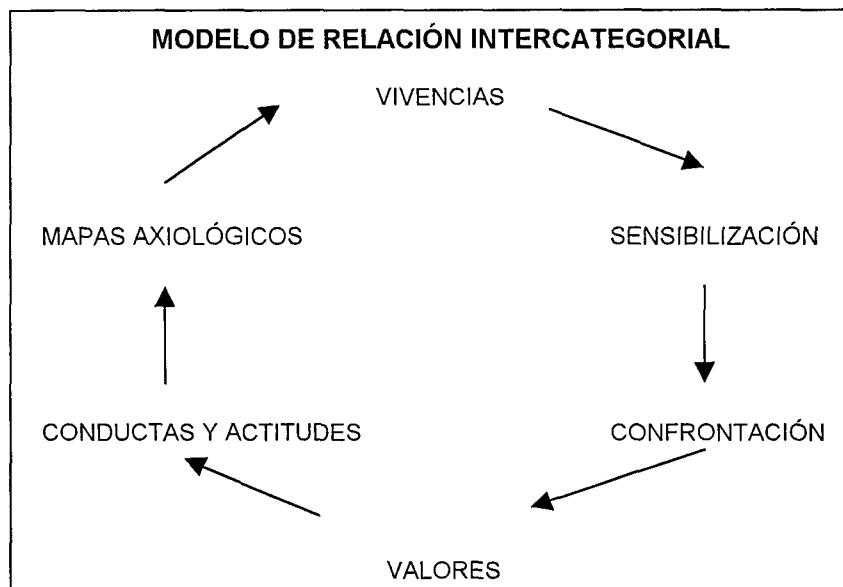 MODELO DE RELACIÓN INTERCATEGORIAL
VIVENCIAS
MAPAS AXIOLÓGICOS
SENSIBILIZACIÓN
CONDUCTAS Y ACTITUDES
CONFRONTACIÓN
VALORES